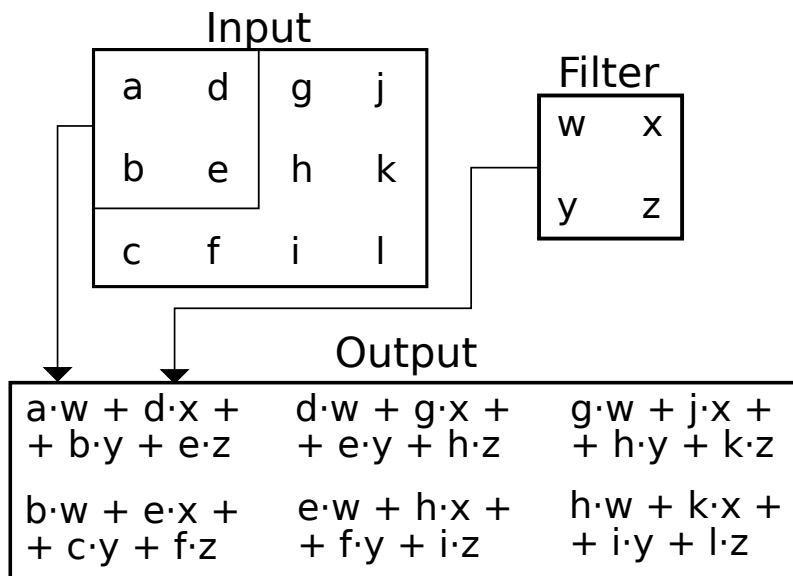 Input
a d g j
b e h k
c f i l
Filter
w x
y z
Output
a·w + d·x +
+ b·y + e·z
d·w + g·x +
+ e·y + h·z
g·w + j·x +
+ h·y + k·z
b·w + e·x +
+ c·y + f·z
e·w + h·x +
+ f·y + i·z
h·w + k·x +
+ i·y + l·z